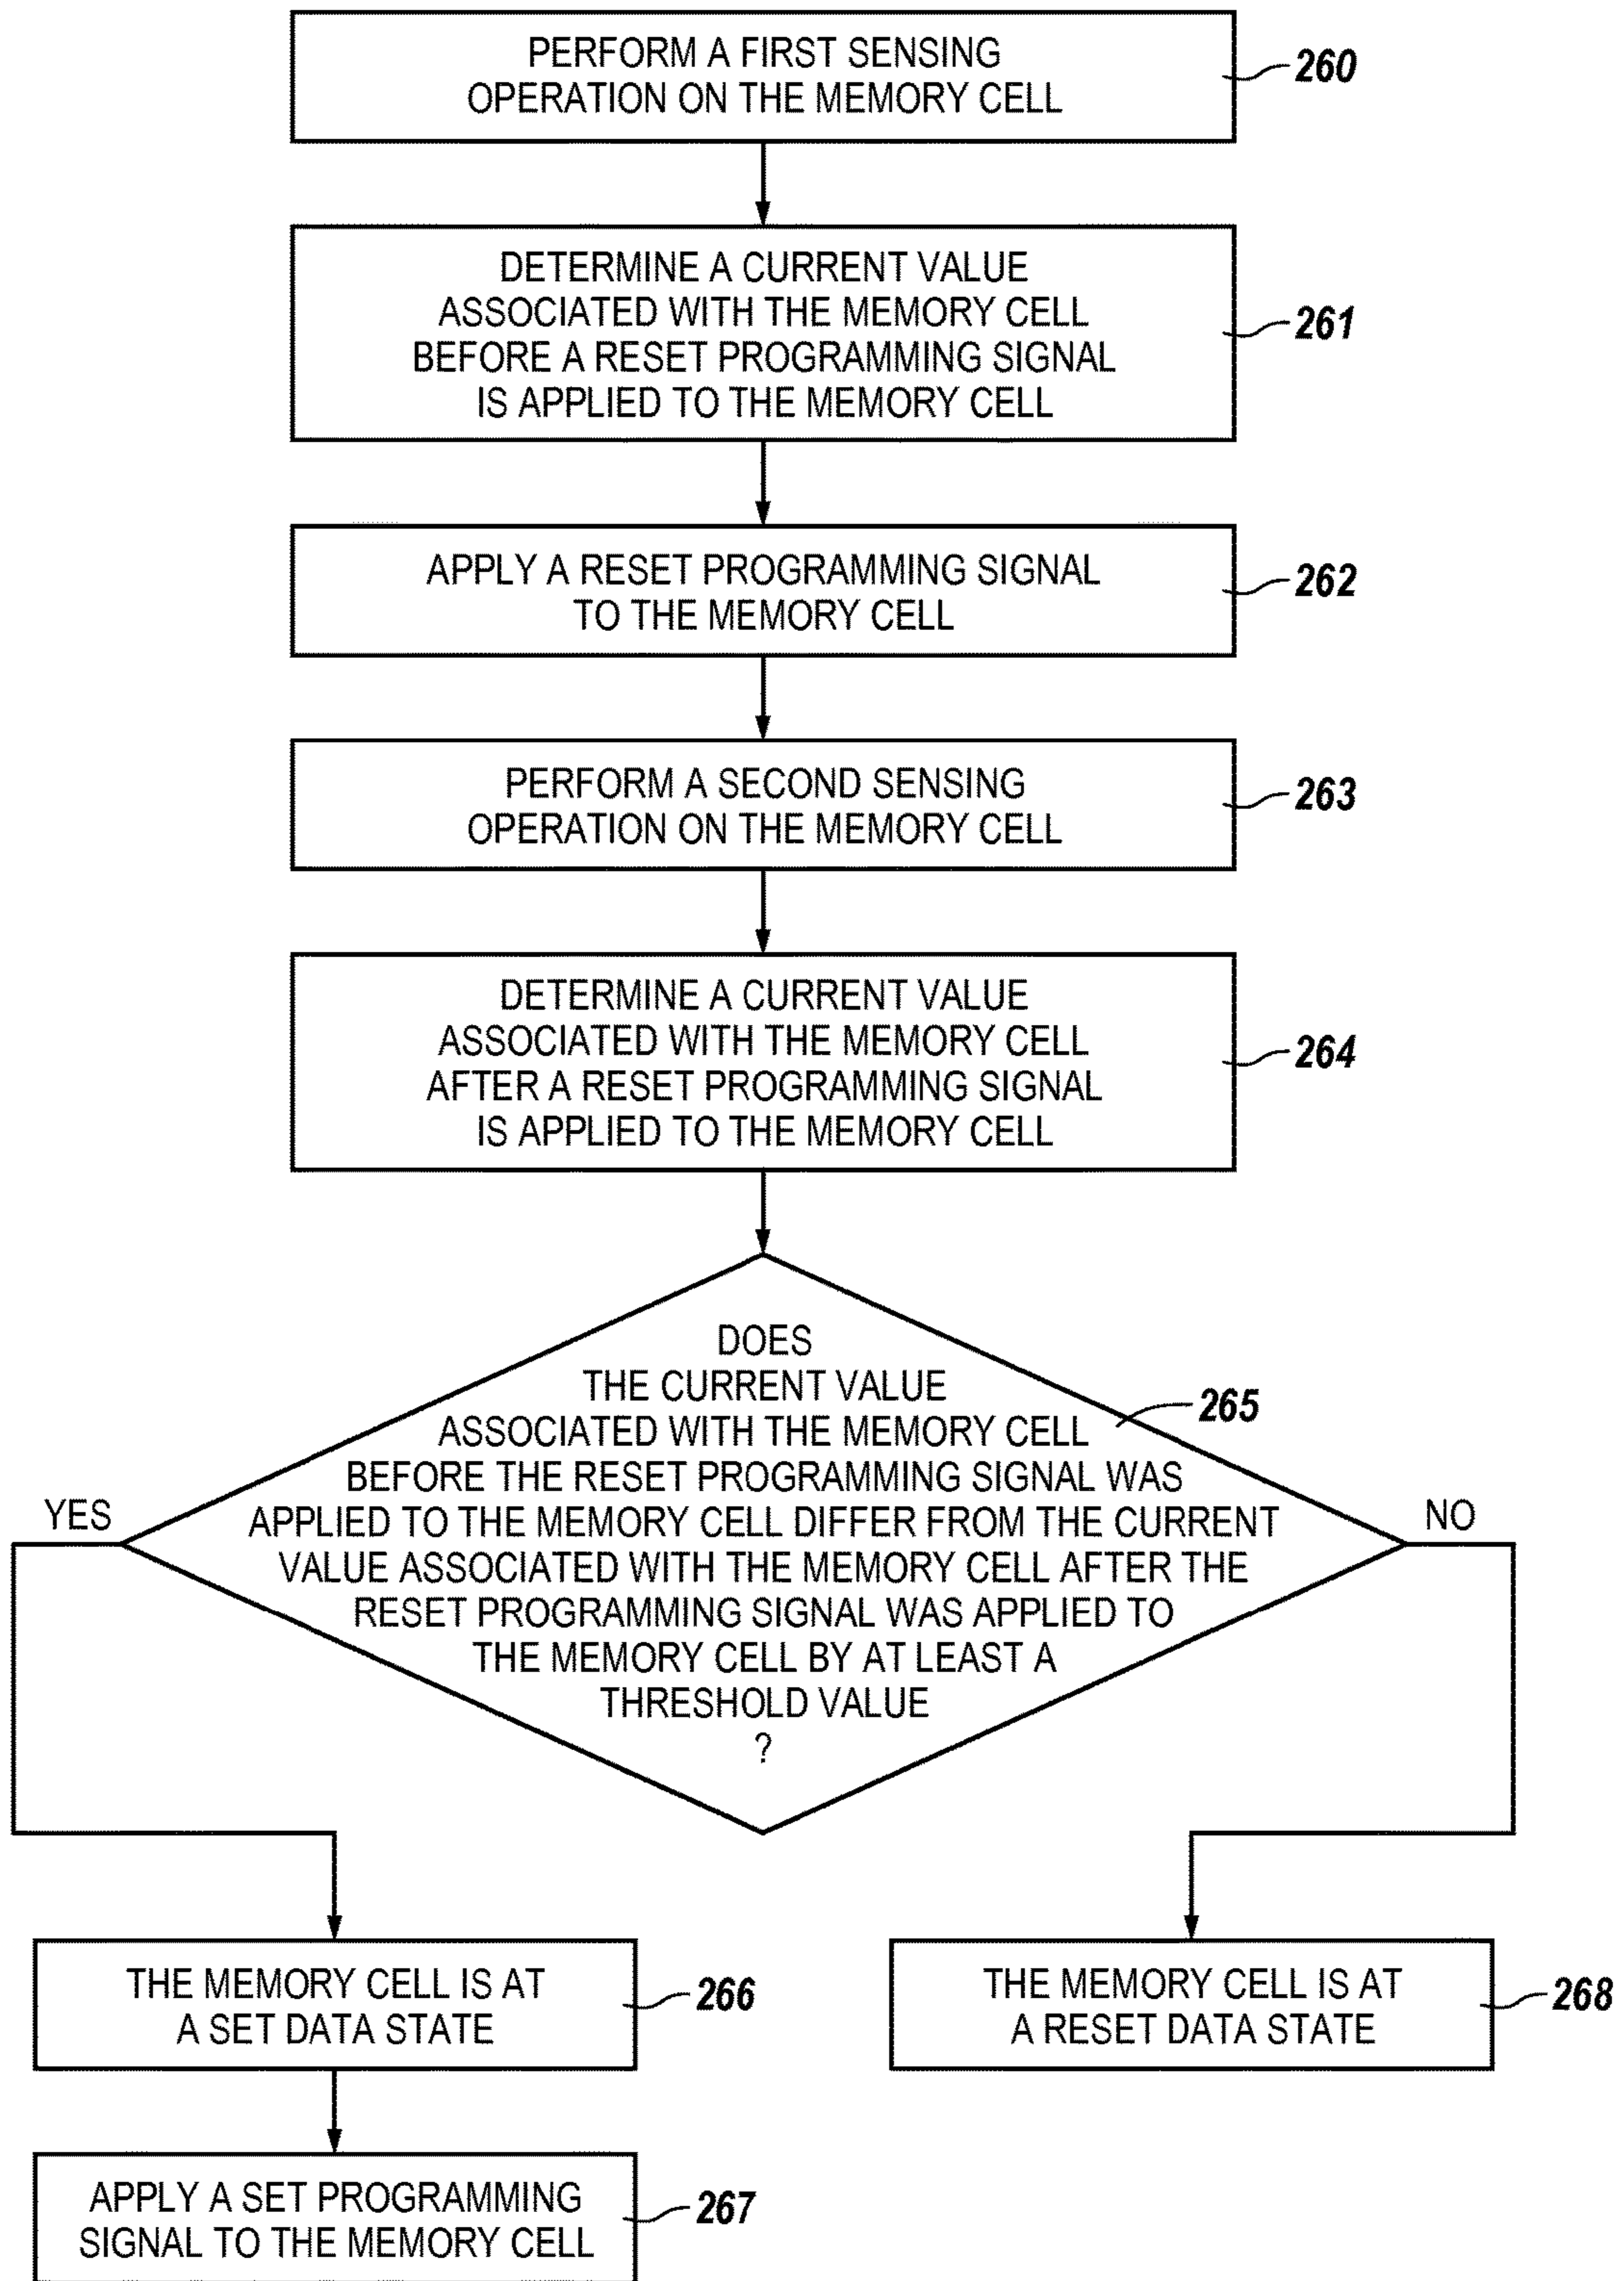 PERFORM A FIRST SENSING
OPERATION ON THE MEMORY CELL
260
DETERMINE A CURRENT VALUE
ASSOCIATED WITH THE MEMORY CELL
BEFORE A RESET PROGRAMMING SIGNAL
IS APPLIED TO THE MEMORY CELL
261
APPLY A RESET PROGRAMMING SIGNAL
TO THE MEMORY CELL
262
PERFORM A SECOND SENSING
OPERATION ON THE MEMORY CELL
263
DETERMINE A CURRENT VALUE
ASSOCIATED WITH THE MEMORY CELL
AFTER A RESET PROGRAMMING SIGNAL
IS APPLIED TO THE MEMORY CELL
264
DOES
THE CURRENT VALUE
ASSOCIATED WITH THE MEMORY CELL
BEFORE THE RESET PROGRAMMING SIGNAL WAS
APPLIED TO THE MEMORY CELL DIFFER FROM THE CURRENT
VALUE ASSOCIATED WITH THE MEMORY CELL AFTER THE
RESET PROGRAMMING SIGNAL WAS APPLIED TO
THE MEMORY CELL BY AT LEAST A
THRESHOLD VALUE
?
265
YES
NO
THE MEMORY CELL IS AT
A SET DATA STATE
266
THE MEMORY CELL IS AT
A RESET DATA STATE
268
APPLY A SET PROGRAMMING
SIGNAL TO THE MEMORY CELL
267